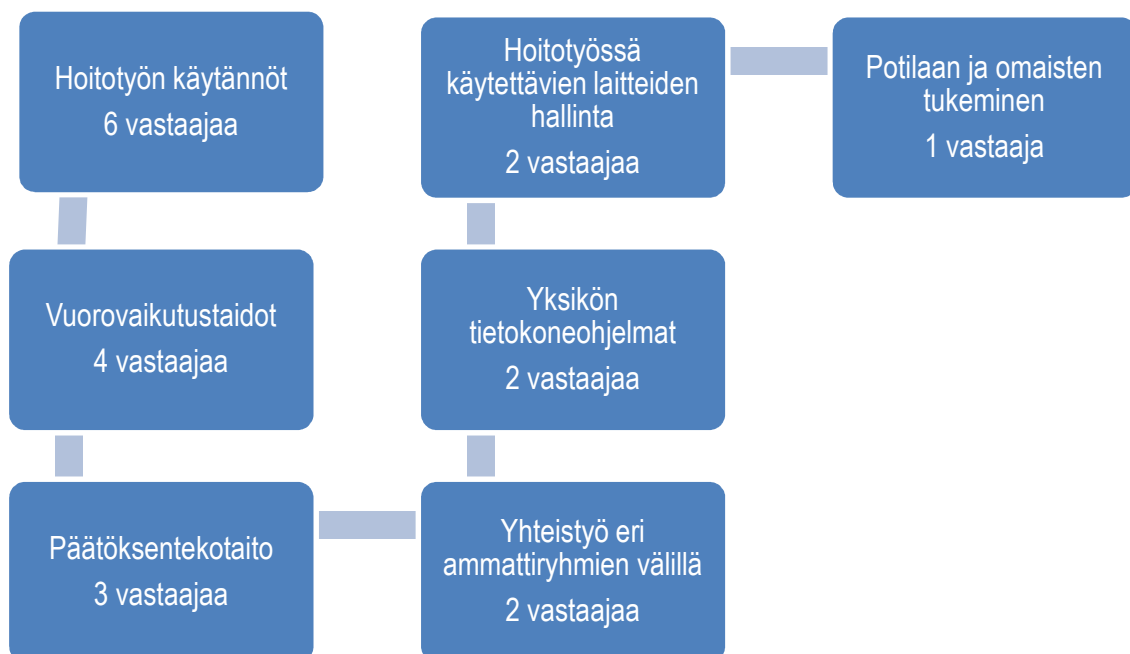 Hoitotyön käytännöt
6 vastaajaa
Vuorovaikutustaidot
4 vastaajaa
Päätöksentekotaito
3 vastaajaa
Yhteistyö eri
ammattiryhmien välillä
2 vastaajaa
Yksikön
tietokoneohjelmat
2 vastaajaa
Hoitotyössä
käytettävien laitteiden
hallinta
2 vastaajaa
Potilaan ja omaisten
tukeminen
1 vastaaja